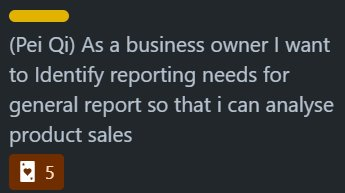 (Pei Qi) As a business owner I want
to Identify reporting needs for
general report so that i can analyse
product sales
5